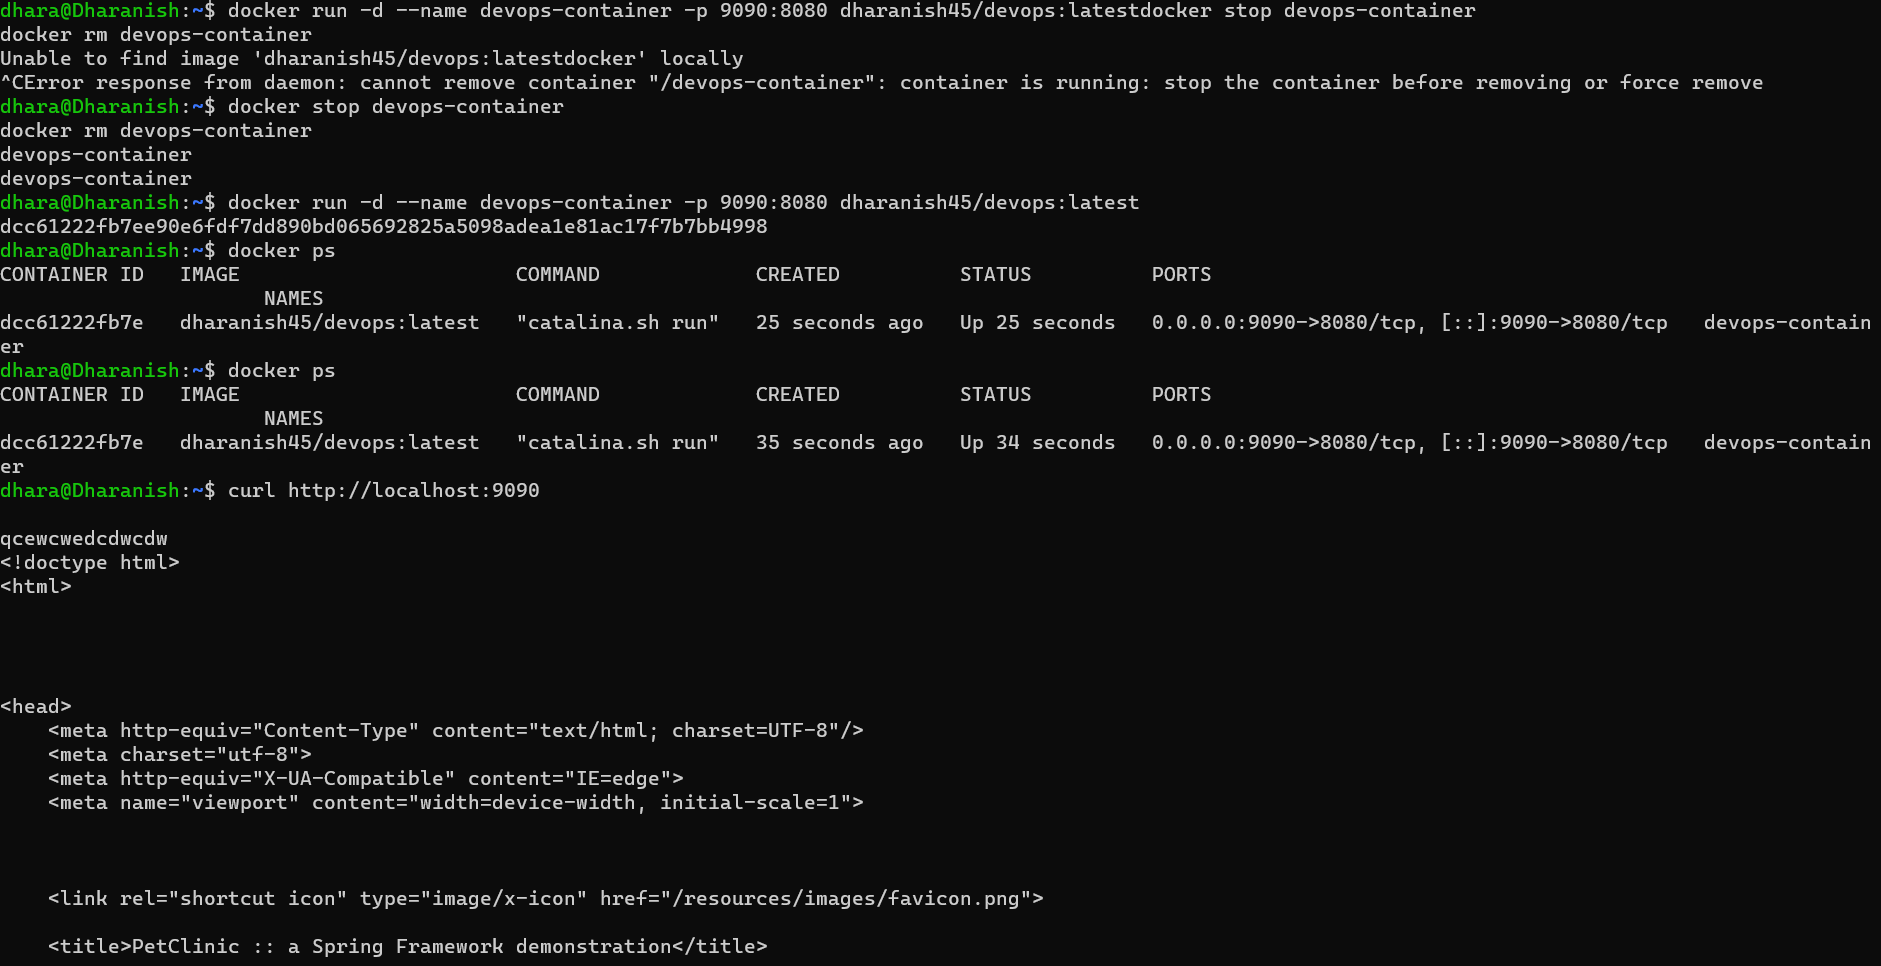 dhara@Dharanish:~$ docker run -d --name devops-container -p 9090:8080 dharanish45/devops:latestdocker stop devops-container
docker rm devops-container
Unable to find image 'dharanish45/devops:latestdocker' locally
^CError response from daemon: cannot remove container "/devops-container": container is running: stop the container before removing or force remove
dhara@Dharanish:~$ docker stop devops-container
docker rm devops-container
devops-container
devops-container
dhara@Dharanish:~$ docker run -d --name devops-container -p 9090:8080 dharanish45/devops:latest
dcc61222fb7ee90e6fdf7dd890bd065692825a5098adea1e81ac17f7b7bb4998
dhara@Dharanish:~$ docker ps
CONTAINER ID   IMAGE                       COMMAND             CREATED          STATUS          PORTS
                      NAMES
dcc61222fb7e   dharanish45/devops:latest   "catalina.sh run"   25 seconds ago   Up 25 seconds   0.0.0.0:9090->8080/tcp, [::]:9090->8080/tcp   devops-contain
er
dhara@Dharanish:~$ docker ps
CONTAINER ID   IMAGE                       COMMAND             CREATED          STATUS          PORTS
                      NAMES
dcc61222fb7e   dharanish45/devops:latest   "catalina.sh run"   35 seconds ago   Up 34 seconds   0.0.0.0:9090->8080/tcp, [::]:9090->8080/tcp   devops-contain
er
dhara@Dharanish:~$ curl http://localhost:9090
qcewcwedcdwcdw
<!doctype html>
<html>
<head>
    <meta http-equiv="Content-Type" content="text/html; charset=UTF-8"/>
    <meta charset="utf-8">
    <meta http-equiv="X-UA-Compatible" content="IE=edge">
    <meta name="viewport" content="width=device-width, initial-scale=1">
    <link rel="shortcut icon" type="image/x-icon" href="/resources/images/favicon.png">
    <title>PetClinic :: a Spring Framework demonstration</title>